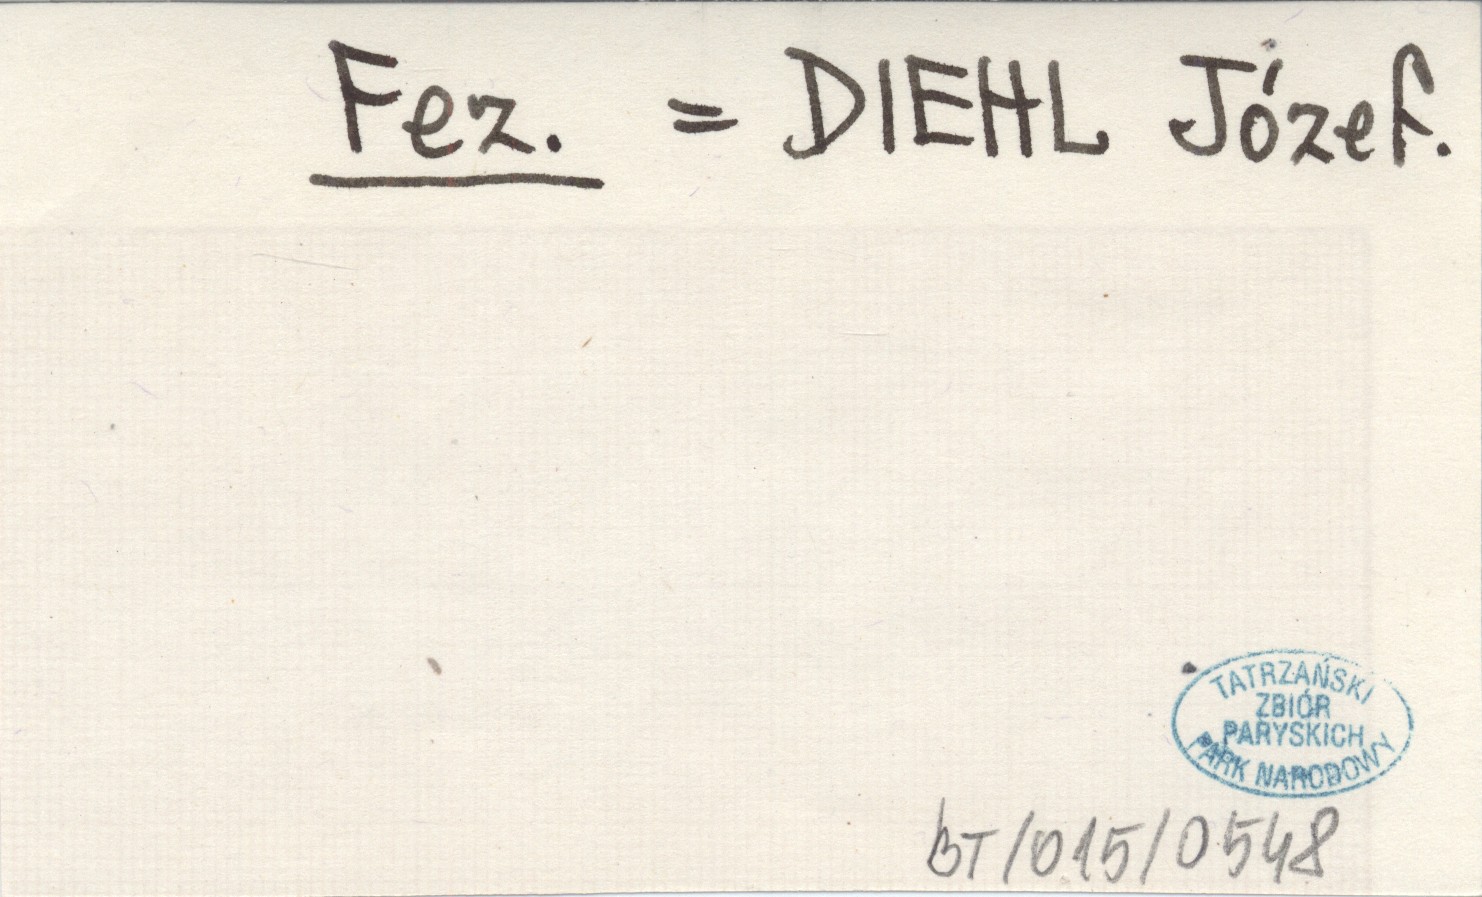 Fez. = DIEHL Józef.
TATRZAŃSKI
ZBIÓR
PARYSKICH
PARK NARODOWY
BT/015/0548